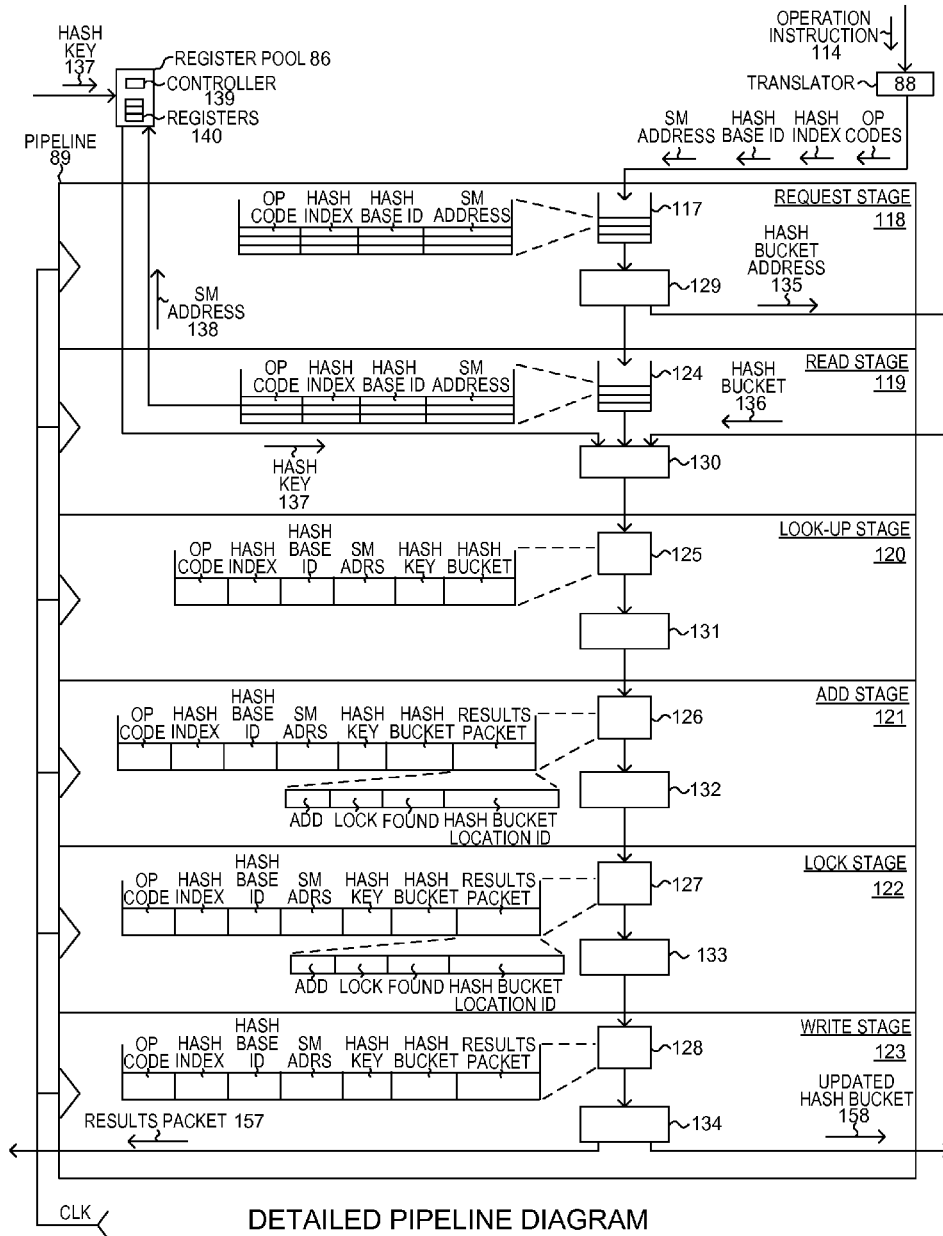 HASH
KEY
137
REGISTER POOL 86
CONTROLLER
139
REGISTERS
140
OPERATION
INSTRUCTION
114
TRANSLATOR
88
PIPELINE
89
SM
ADDRESS
HASH
BASE ID
HASH
INDEX
OP
CODES
OP
CODE
HASH
INDEX
HASH
BASE ID
SM
ADDRESS
117
REQUEST STAGE
118
129
HASH
BUCKET
ADDRESS
135
SM
ADDRESS
138
OP
CODE
HASH
INDEX
HASH
BASE ID
SM
ADDRESS
124
READ STAGE
119
HASH
BUCKET
136
HASH
KEY
137
130
OP
CODE
HASH
INDEX
HASH
BASE
ID
SM
ADRS
HASH
KEY
HASH
BUCKET
125
LOOK-UP STAGE
120
131
OP
CODE
HASH
INDEX
HASH
BASE
ID
SM
ADRS
HASH
KEY
HASH
BUCKET
RESULTS
PACKET
126
ADD STAGE
121
132
ADD
LOCK
FOUND
HASH BUCKET
LOCATION ID
OP
CODE
HASH
INDEX
HASH
BASE
ID
SM
ADRS
HASH
KEY
HASH
BUCKET
RESULTS
PACKET
127
LOCK STAGE
122
133
ADD
LOCK
FOUND
HASH BUCKET
LOCATION ID
OP
CODE
HASH
INDEX
HASH
BASE
ID
SM
ADRS
HASH
KEY
HASH
BUCKET
RESULTS
PACKET
128
WRITE STAGE
123
RESULTS PACKET 157
134
UPDATED
HASH BUCKET
158
CLK
DETAILED PIPELINE DIAGRAM